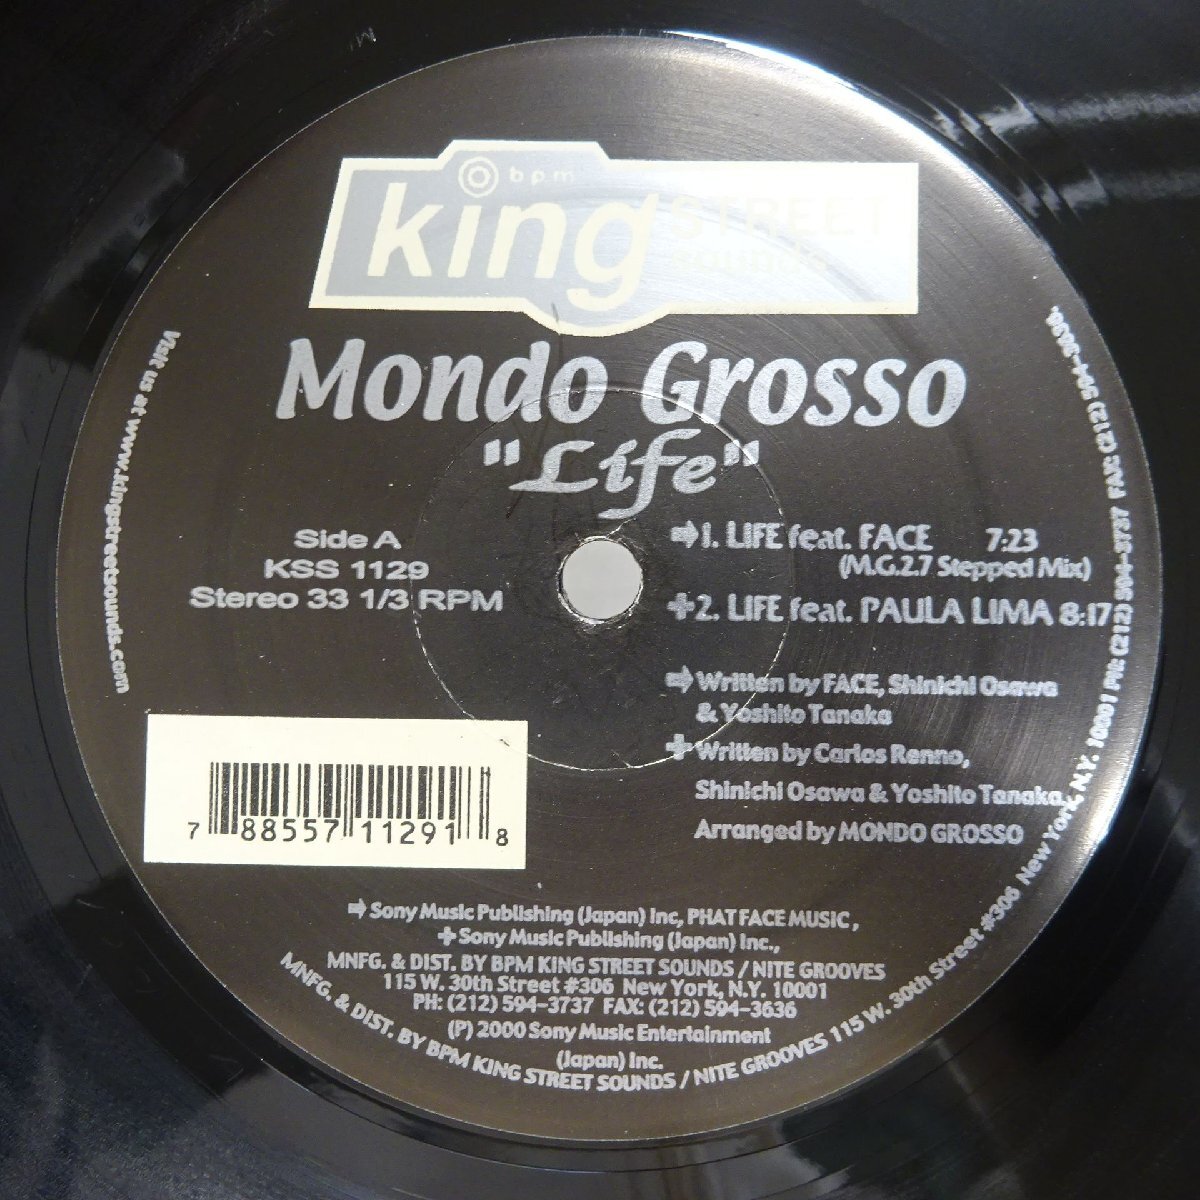 bpm
king STREET
sounds
Mondo Grosso
"Life"
Side A
KSS 1129
Stereo 33 1/3 RPM
⇨1. LIFE feat. FACE 7:23
(M.G.2.7 Stepped Mix)
+2. LIFE feat. PAULA LIMA 8:17
⇨Written by FACE, Shinichi Osawa
& Yoshito Tanaka
+Written by Carlos Renno,
Shinichi Osawa & Yoshito Tanaka,
Arranged by MONDO GROSSO
7 88557 11291 8
⇨Sony Music Publishing (Japan) Inc, PHAT FACE MUSIC,
+Sony Music Publishing (Japan) Inc.,
MNFG. & DIST. BY BPM KING STREET SOUNDS / NITE GROOVES
115 W. 30th Street #306 New York, N.Y. 10001
PH: (212) 594-3737 FAX: (212) 594-3636
(P) 2000 Sony Music Entertainment
(Japan) Inc.
Visit us at www.kingstreetsounds.com
MNFG. & DIST. BY BPM KING STREET SOUNDS / NITE GROOVES 115 W. 30th Street #306 New York, N.Y. 10001 PH: (212) 594-3737 FAX: (212) 594-3636.